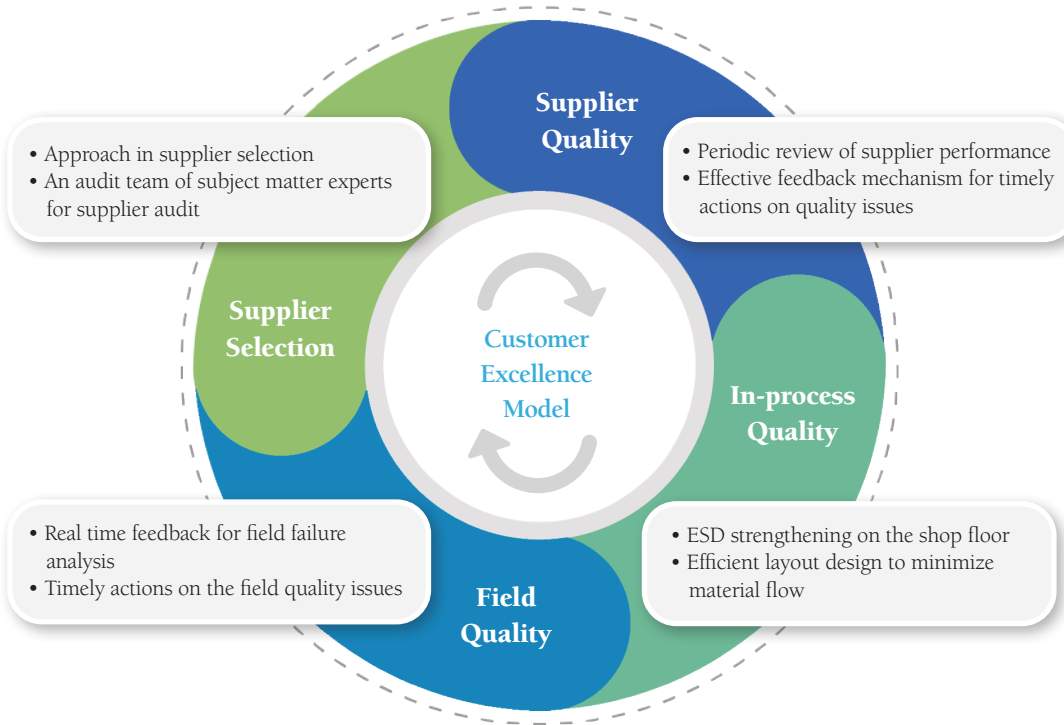 Supplier
Quality
• Approach in supplier selection
• An audit team of subject matter experts
for supplier audit
• Periodic review of supplier performance
• Effective feedback mechanism for timely
actions on quality issues
Supplier
Selection
Customer
Excellence
Model
In-process
Quality
• Real time feedback for field failure
analysis
• Timely actions on the field quality issues
• ESD strengthening on the shop floor
• Efficient layout design to minimize
material flow
Field
Quality